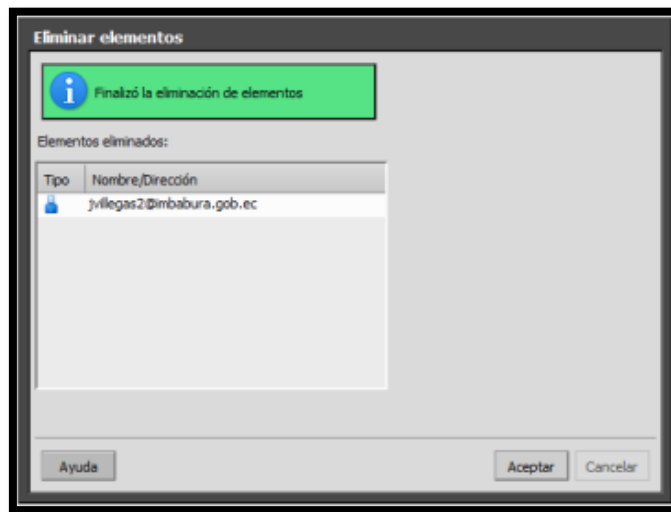 Eliminar elementos
Finalizó la eliminación de elementos
Elementos eliminados:
Tipo Nombre/Dirección
jvillegas2@imbabura.gob.ec
Ayuda Aceptar Cancelar